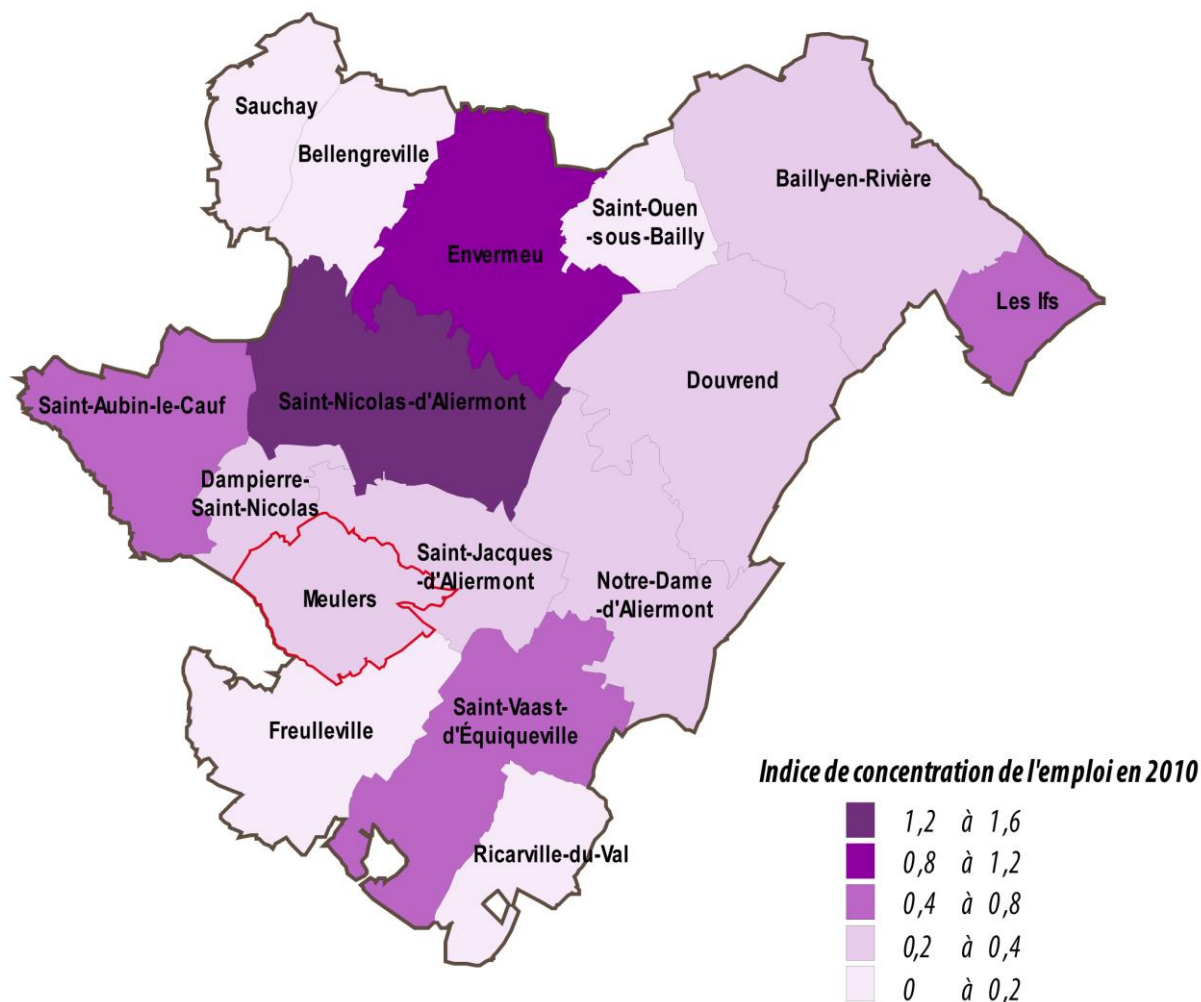 Sauchay
Bellengreville
Bailly-en-Rivière
Saint-Ouen
-sous-Bailly
Envermeu
Les Ifs
Douvrend
Saint-Aubin-le-Cauf
Saint-Nicolas-d'Aliermont
Dampierre-
Saint-Nicolas
Saint-Jacques
-d'Aliermont
Notre-Dame
-d'Aliermont
Meulers
Freulleville
Saint-Vaast-
d'Équiqueville
Ricarville-du-Val
Indice de concentration de l'emploi en 2010
1,2 à 1,6
0,8 à 1,2
0,4 à 0,8
0,2 à 0,4
0 à 0,2